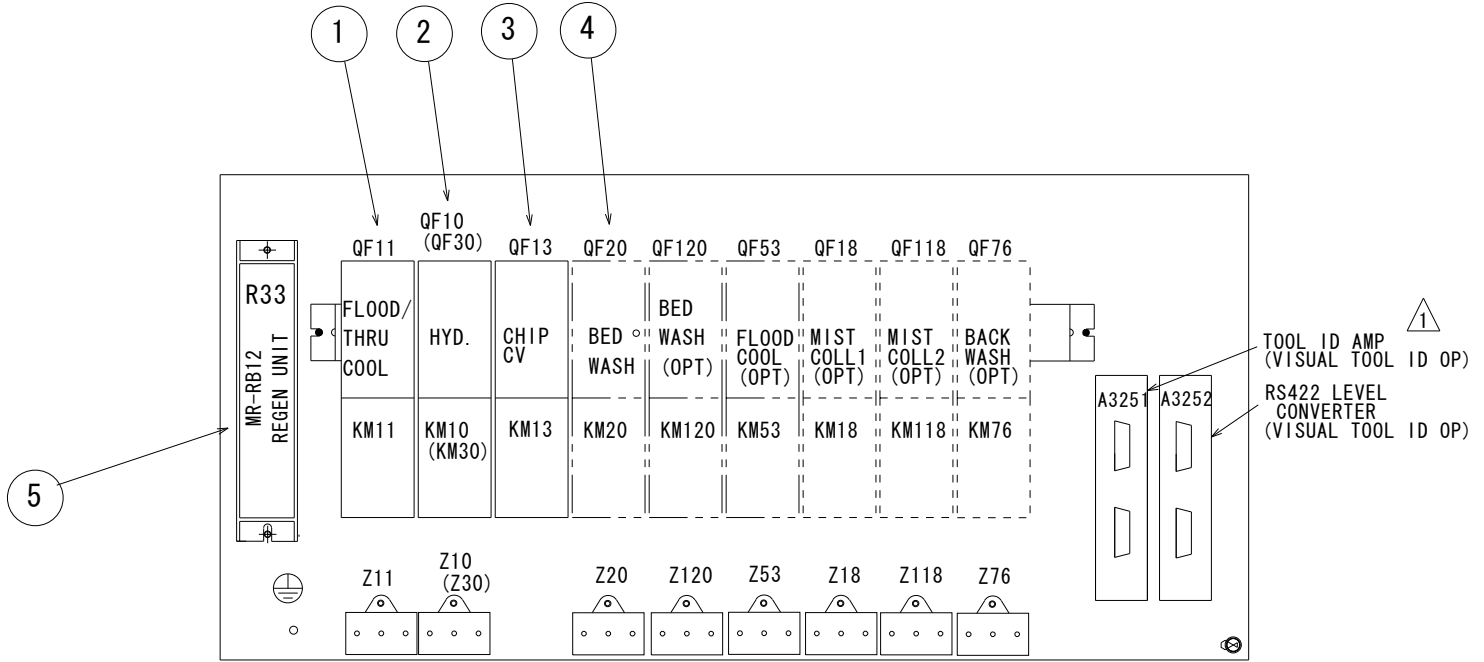 1
2
3
4
5
QF11
QF10
(QF30)
QF13
QF20
QF120
QF53
QF18
QF118
QF76
R33
MR-RB12
REGEN UNIT
FLOOD/
THRU
COOL
HYD.
CHIP
CV
BED
WASH
BED
WASH
(OPT)
FLOOD
COOL
(OPT)
MIST
COLL1
(OPT)
MIST
COLL2
(OPT)
BACK
WASH
(OPT)
KM11
KM10
(KM30)
KM13
KM20
KM120
KM53
KM18
KM118
KM76
A3251
A3252
1
TOOL ID AMP
(VISUAL TOOL ID OP)
RS422 LEVEL
CONVERTER
(VISUAL TOOL ID OP)
Z11
Z10
(Z30)
Z20
Z120
Z53
Z18
Z118
Z76